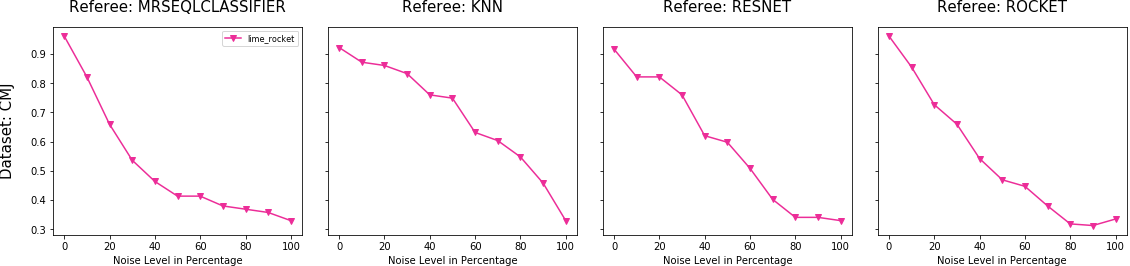 Referee: MRSEQLCLASSIFIER
Referee: KNN
Referee: RESNET
Referee: ROCKET
lime_rocket
Dataset: CMJ
0.9
0.8
0.7
0.6
0.5
0.4
0.3
0 20 40 60 80 100
0 20 40 60 80 100
0 20 40 60 80 100
0 20 40 60 80 100
Noise Level in Percentage
Noise Level in Percentage
Noise Level in Percentage
Noise Level in Percentage